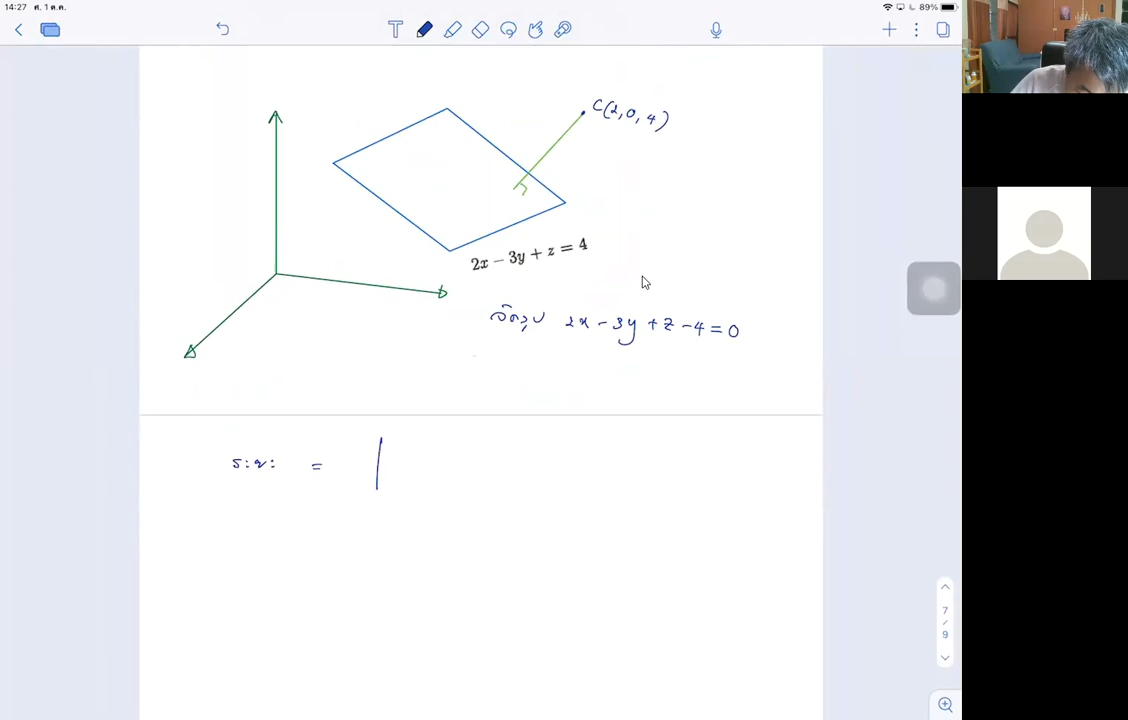 14:27 ศ. 1 ต.ค.
89%
T
C(2,0,4)
2x − 3y + z = 4
จัดรูป 2x − 3y + z − 4 = 0
ระยะ = |
7
/
9